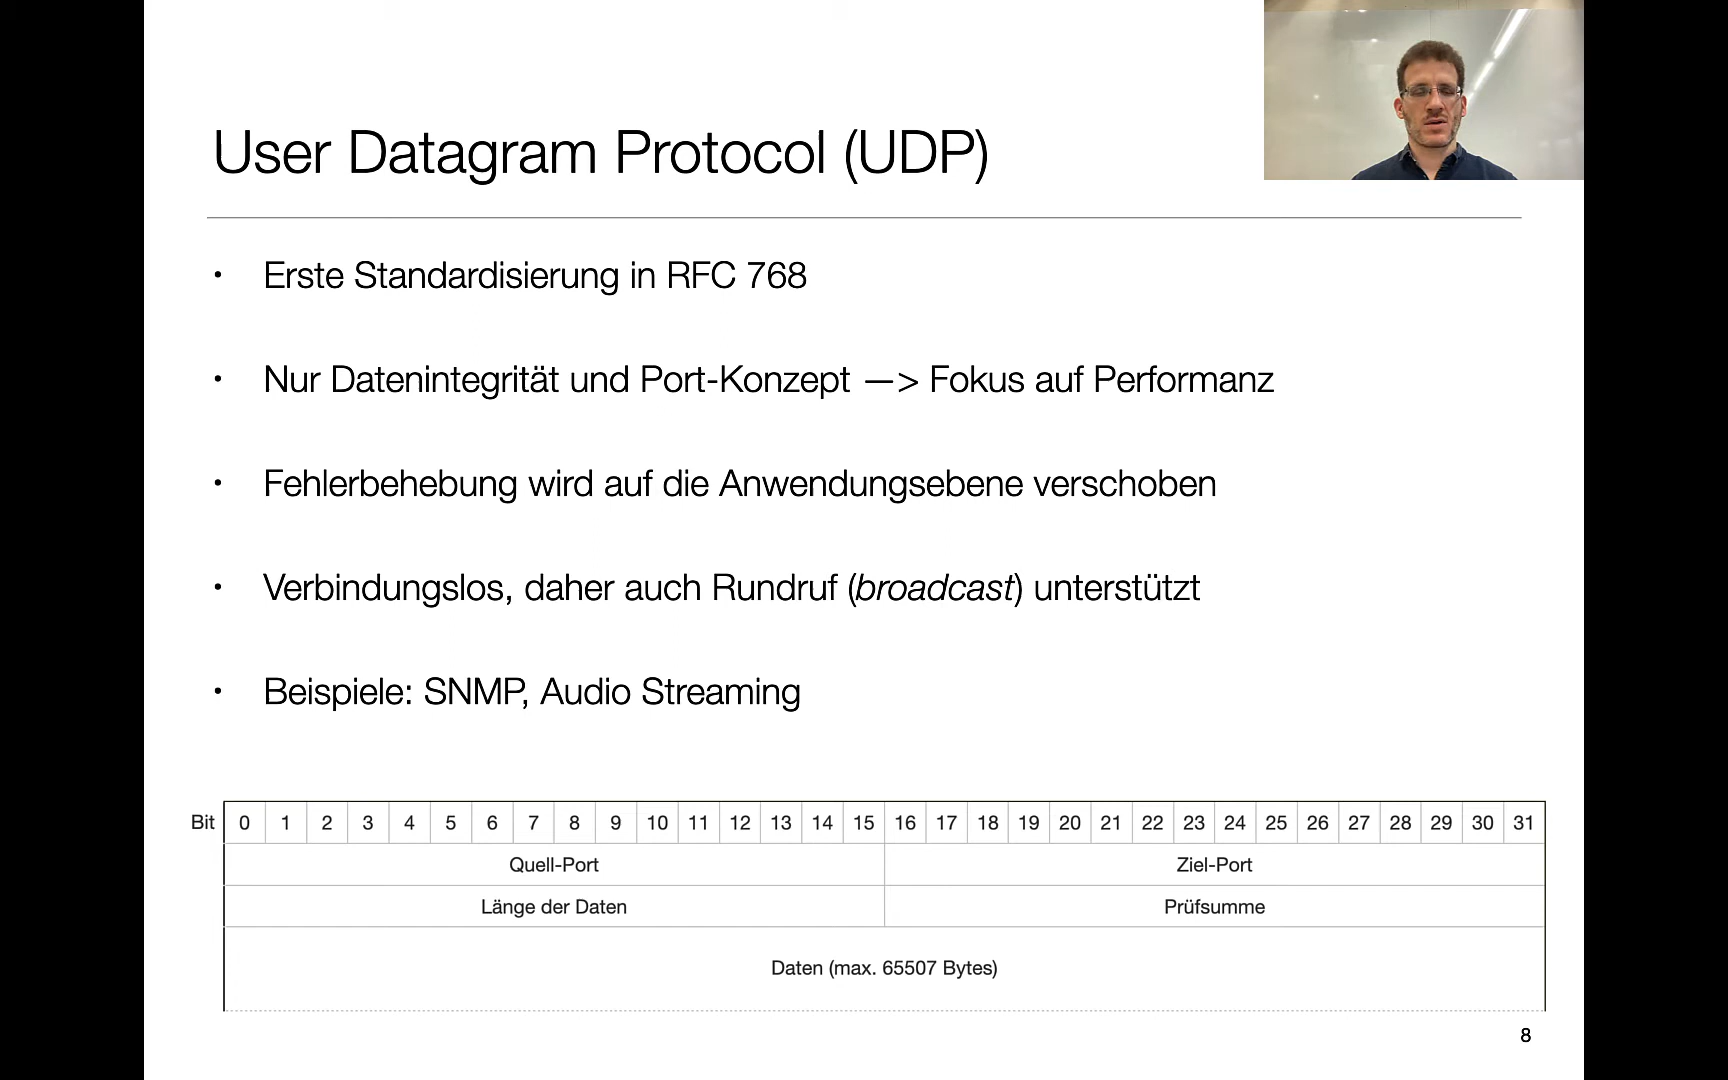 User Datagram Protocol (UDP)
• Erste Standardisierung in RFC 768
• Nur Datenintegrität und Port-Konzept —> Fokus auf Performanz
• Fehlerbehebung wird auf die Anwendungsebene verschoben
• Verbindungslos, daher auch Rundruf (broadcast) unterstützt
• Beispiele: SNMP, Audio Streaming
Bit 0 1 2 3 4 5 6 7 8 9 10 11 12 13 14 15 16 17 18 19 20 21 22 23 24 25 26 27 28 29 30 31
Quell-Port Ziel-Port
Länge der Daten Prüfsumme
Daten (max. 65507 Bytes)
8